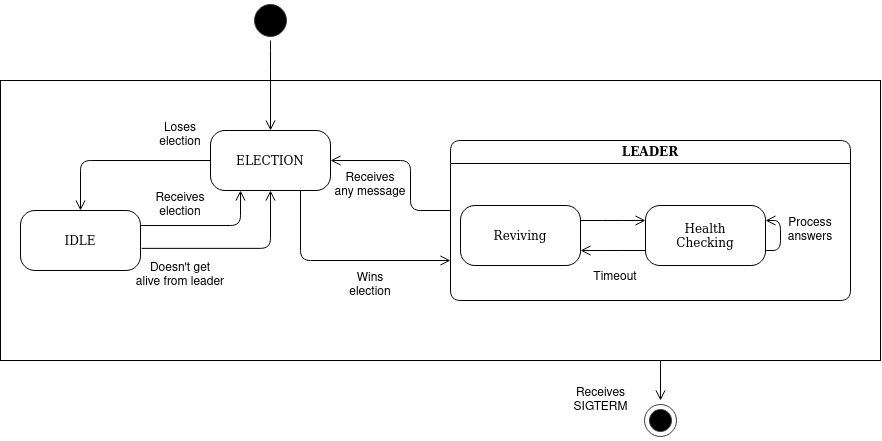 Loses
election
ELECTION
LEADER
Receives
any message
Receives
election
IDLE
Reviving
Health
Checking
Process
answers
Doesn't get
alive from leader
Wins
election
Timeout
Receives
SIGTERM